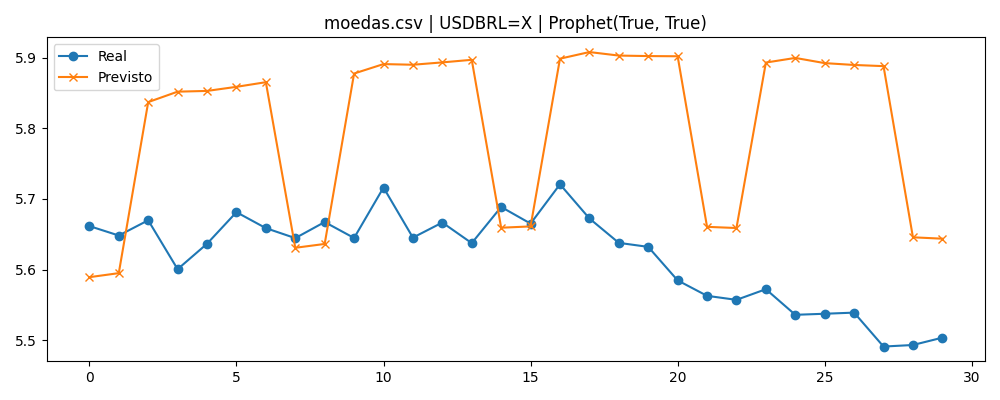 moedas.csv | USDBRL=X | Prophet(True, True)
Real
Previsto
5.9
5.8
5.7
5.6
5.5
0 5 10 15 20 25 30